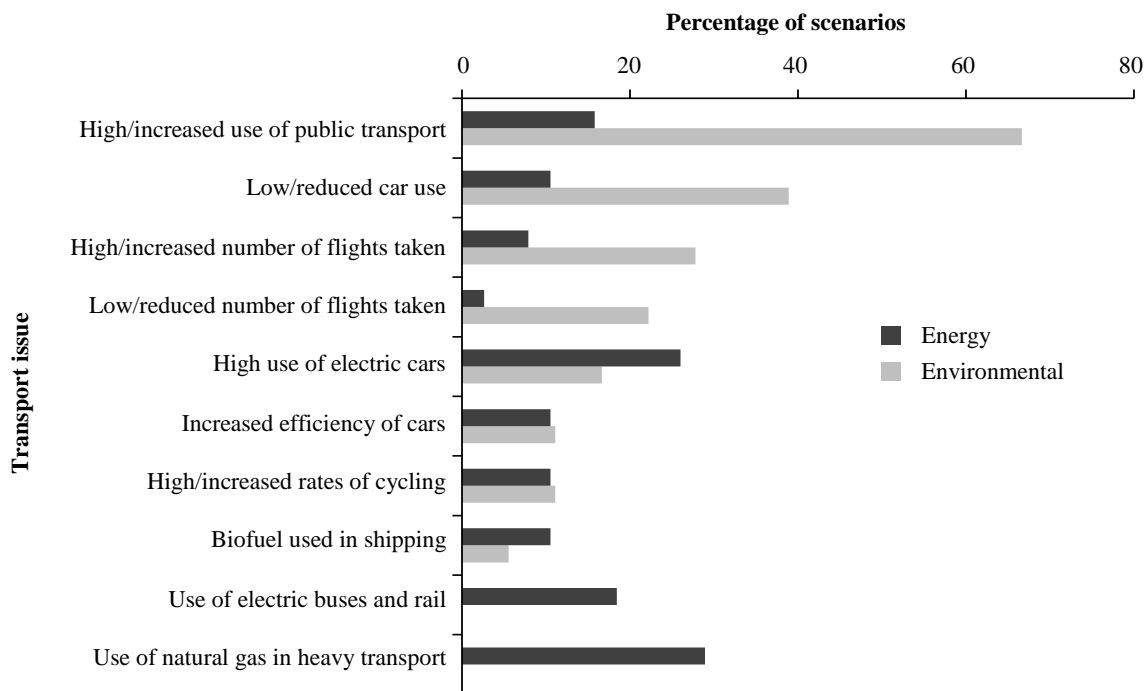 Percentage of scenarios
0 20 40 60 80
High/increased use of public transport
Low/reduced car use
High/increased number of flights taken
Low/reduced number of flights taken
High use of electric cars
Increased efficiency of cars
High/increased rates of cycling
Biofuel used in shipping
Use of electric buses and rail
Use of natural gas in heavy transport
Transport issue
Energy
Environmental